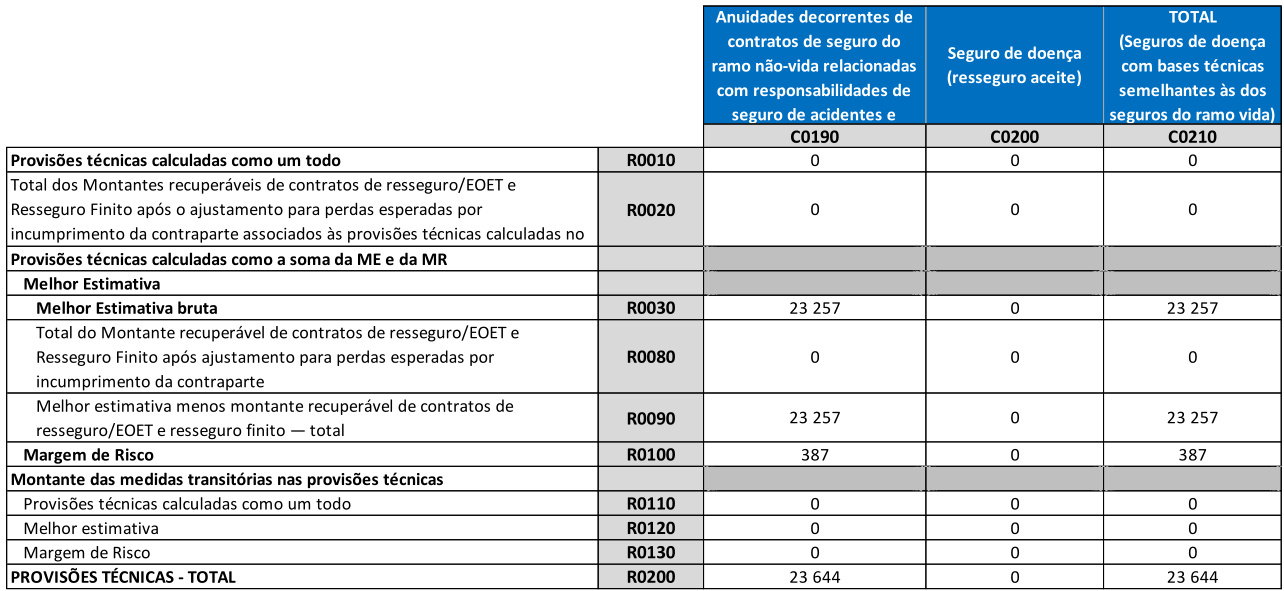 Anuidades decorrentes de
contratos de seguro do
ramo não-vida relacionadas
com responsabilidades de
seguro de acidentes e
Seguro de doença
(resseguro aceite)
TOTAL
(Seguros de doença
com bases técnicas
semelhantes às dos
seguros do ramo vida)
C0190 C0200 C0210
Provisões técnicas calculadas como um todo R0010 0 0 0
Total dos Montantes recuperáveis de contratos de resseguro/EOET e
Resseguro Finito após o ajustamento para perdas esperadas por
incumprimento da contraparte associados às provisões técnicas calculadas no
R0020 0 0 0
Provisões técnicas calculadas como a soma da ME e da MR
Melhor Estimativa
Melhor Estimativa bruta R0030 23 257 0 23 257
Total do Montante recuperável de contratos de resseguro/EOET e
Resseguro Finito após ajustamento para perdas esperadas por
incumprimento da contraparte
R0080 0 0 0
Melhor estimativa menos montante recuperável de contratos de
resseguro/EOET e resseguro finito — total
R0090 23 257 0 23 257
Margem de Risco R0100 387 0 387
Montante das medidas transitórias nas provisões técnicas
Provisões técnicas calculadas como um todo R0110 0 0 0
Melhor estimativa R0120 0 0 0
Margem de Risco R0130 0 0 0
PROVISÕES TÉCNICAS - TOTAL R0200 23 644 0 23 644